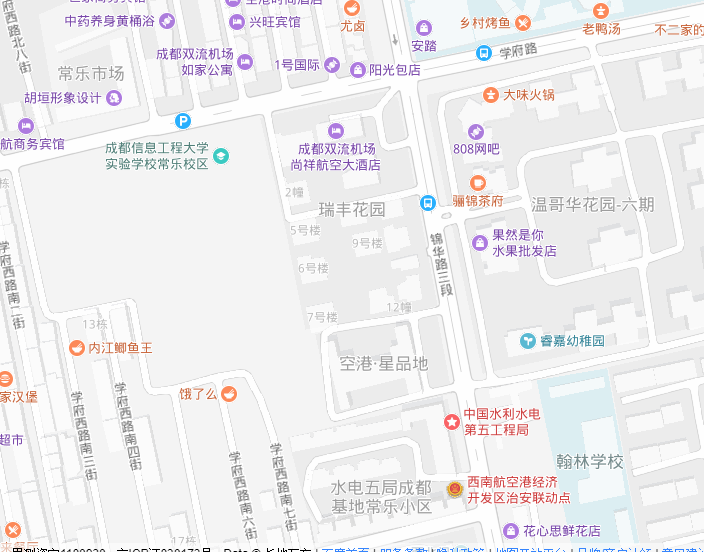 中药养身黄桶浴
兴旺宾馆
尤卤
安踏
乡村烤鱼
老鸭汤
不二家的
学府路
学府西路北八街
常乐市场
成都双流机场
如家公寓
1号国际
阳光包店
胡垣形象设计
大味火锅
航商务宾馆
成都信息工程大学
实验学校常乐校区
成都双流机场
尚祥航空大酒店
808网吧
骊锦茶府
2幢
瑞丰花园
温哥华花园-六期
5号楼
9号楼
锦华路三段
果然是你
水果批发店
6号楼
学府西路南二街
7号楼
12幢
13栋
内江鲫鱼王
空港·星品地
睿嘉幼稚园
家汉堡
饿了么
学府西路南三街
学府西路南四街
中国水利水电
第五工程局
超市
学府西路南六街
学府西路南七街
翰林学校
水电五局成都
基地常乐小区
西南航空港经济
开发区治安联动点
花心思鲜花店